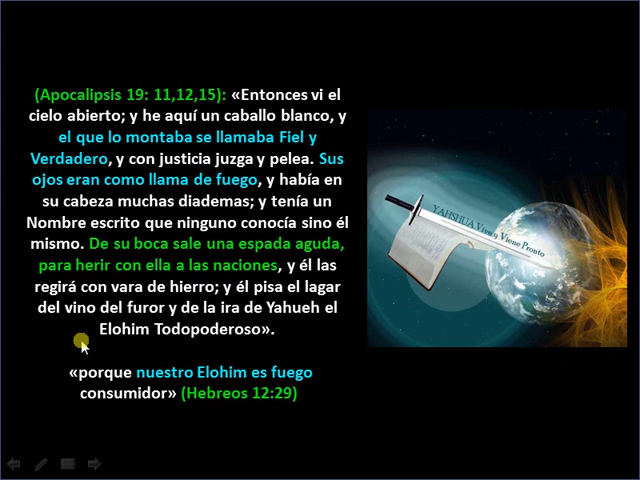 (Apocalipsis 19: 11,12,15): «Entonces vi el
cielo abierto; y he aquí un caballo blanco, y
el que lo montaba se llamaba Fiel y
Verdadero, y con justicia juzga y pelea. Sus
ojos eran como llama de fuego, y había en
su cabeza muchas diademas; y tenía un
Nombre escrito que ninguno conocía sino él
mismo. De su boca sale una espada aguda,
para herir con ella a las naciones, y él las
regirá con vara de hierro; y él pisa el lagar
del vino del furor y de la ira de Yahueh el
Elohim Todopoderoso».
«porque nuestro Elohim es fuego
consumidor» (Hebreos 12:29)
YAHSHUA Vive y Viene Pronto